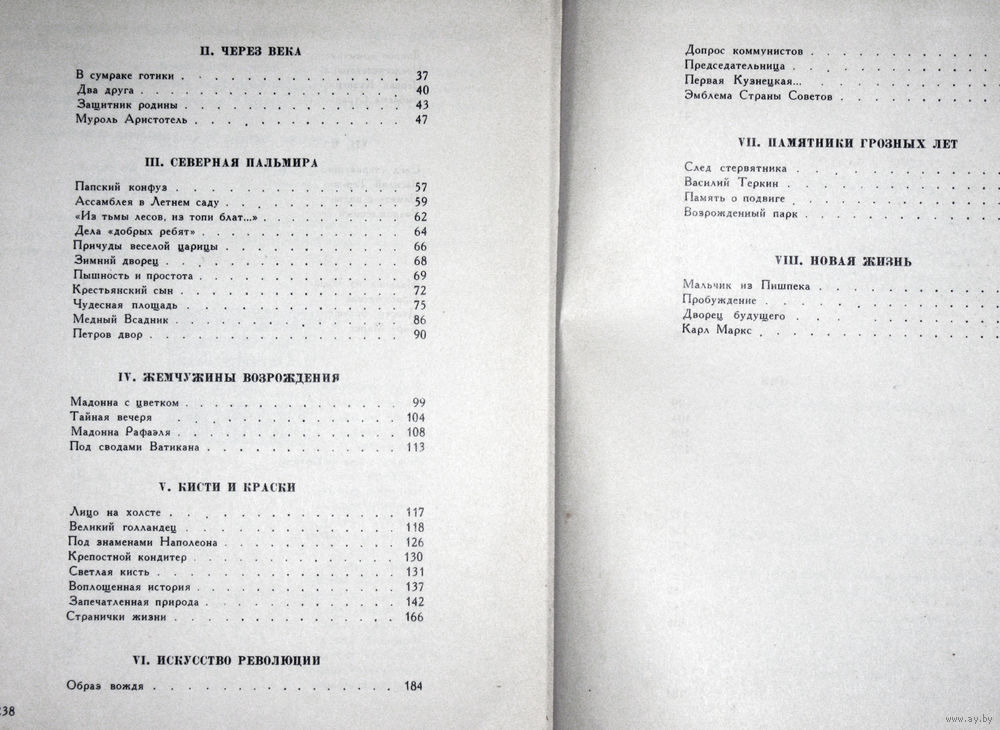 II. ЧЕРЕЗ ВЕКА
В сумраке готики 37
Два друга 40
Защитник родины 43
Муроль Аристотель 47
III. СЕВЕРНАЯ ПАЛЬМИРА
Папский конфуз 57
Ассамблея в Летнем саду 59
«Из тьмы лесов, из топи блат...» 62
Дела «добрых ребят» 64
Причуды веселой царицы 66
Зимний дворец 68
Пышность и простота 69
Крестьянский сын 72
Чудесная площадь 75
Медный Всадник 86
Петров двор 90
IV. ЖЕМЧУЖИНЫ ВОЗРОЖДЕНИЯ
Мадонна с цветком 99
Тайная вечеря 104
Мадонна Рафаэля 108
Под сводами Ватикана 113
V. КИСТИ И КРАСКИ
Лицо на холсте 117
Великий голландец 118
Под знаменами Наполеона 126
Крепостной кондитер 130
Светлая кисть 131
Воплощенная история 137
Запечатленная природа 142
Странички жизни 166
VI. ИСКУССТВО РЕВОЛЮЦИИ
Образ вождя 184
238
Допрос коммунистов
Председательница
Первая Кузнецкая...
Эмблема Страны Советов
VII. ПАМЯТНИКИ ГРОЗНЫХ ЛЕТ
След стервятника
Василий Теркин
Память о подвиге
Возрожденный парк
VIII. НОВАЯ ЖИЗНЬ
Мальчик из Пишпека
Пробуждение
Дворец будущего
Карл Маркс
www.ay.by